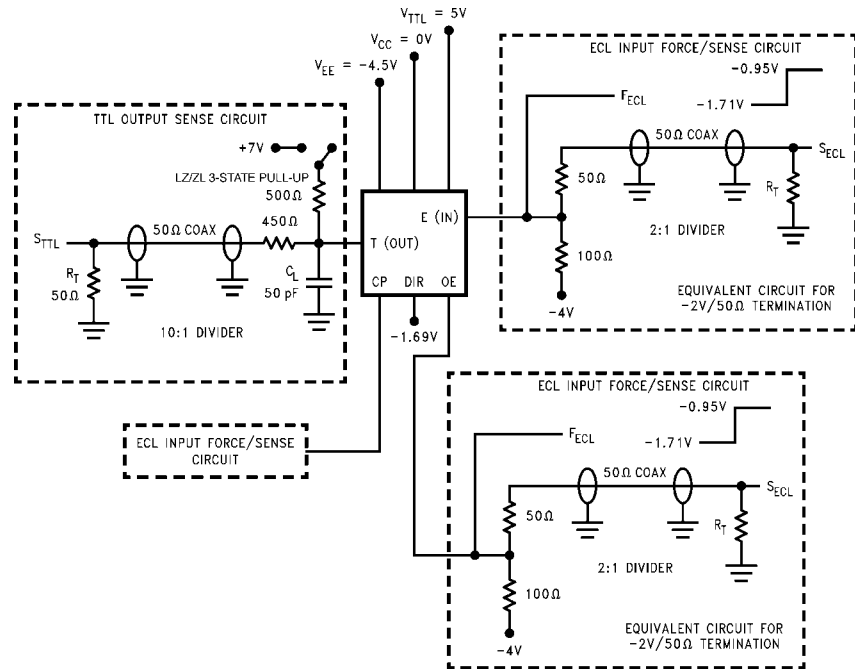 V_TTL = 5V
V_CC = 0V
V_EE = -4.5V
TTL OUTPUT SENSE CIRCUIT
+7V
LZ/ZL 3-STATE PULL-UP
500Ω
450Ω
50Ω COAX
S_TTL
R_T
50Ω
C_L
50 pF
10:1 DIVIDER
E (IN)
T (OUT)
CP DIR OE
-1.69V
ECL INPUT FORCE/SENSE CIRCUIT
-0.95V
F_ECL
-1.71V
50Ω COAX
S_ECL
50Ω
R_T
2:1 DIVIDER
100Ω
-4V
EQUIVALENT CIRCUIT FOR
-2V/50Ω TERMINATION
ECL INPUT FORCE/SENSE
CIRCUIT
ECL INPUT FORCE/SENSE CIRCUIT
-0.95V
F_ECL
-1.71V
50Ω COAX
S_ECL
50Ω
R_T
2:1 DIVIDER
100Ω
-4V
EQUIVALENT CIRCUIT FOR
-2V/50Ω TERMINATION